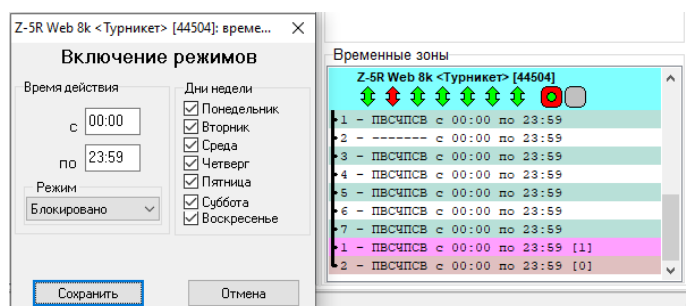 Z-5R Web 8k <Турникет> [44504]: време...
Включение режимов
Время действия
с 00:00
по 23:59
Режим
Блокировано
Дни недели
Понедельник
Вторник
Среда
Четверг
Пятница
Суббота
Воскресенье
Сохранить
Отмена
Временные зоны
Z-5R Web 8k <Турникет> [44504]
1 - ПВСЧПСВ с 00:00 по 23:59
2 - ------- с 00:00 по 23:59
3 - ПВСЧПСВ с 00:00 по 23:59
4 - ПВСЧПСВ с 00:00 по 23:59
5 - ПВСЧПСВ с 00:00 по 23:59
6 - ПВСЧПСВ с 00:00 по 23:59
7 - ПВСЧПСВ с 00:00 по 23:59
1 - ПВСЧПСВ с 00:00 по 23:59 [1]
2 - ПВСЧПСВ с 00:00 по 23:59 [0]